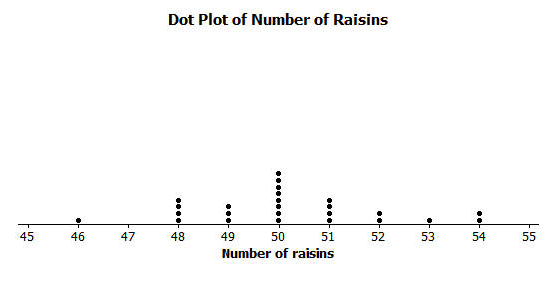 Dot Plot of Number of Raisins
45 46 47 48 49 50 51 52 53 54 55
Number of raisins